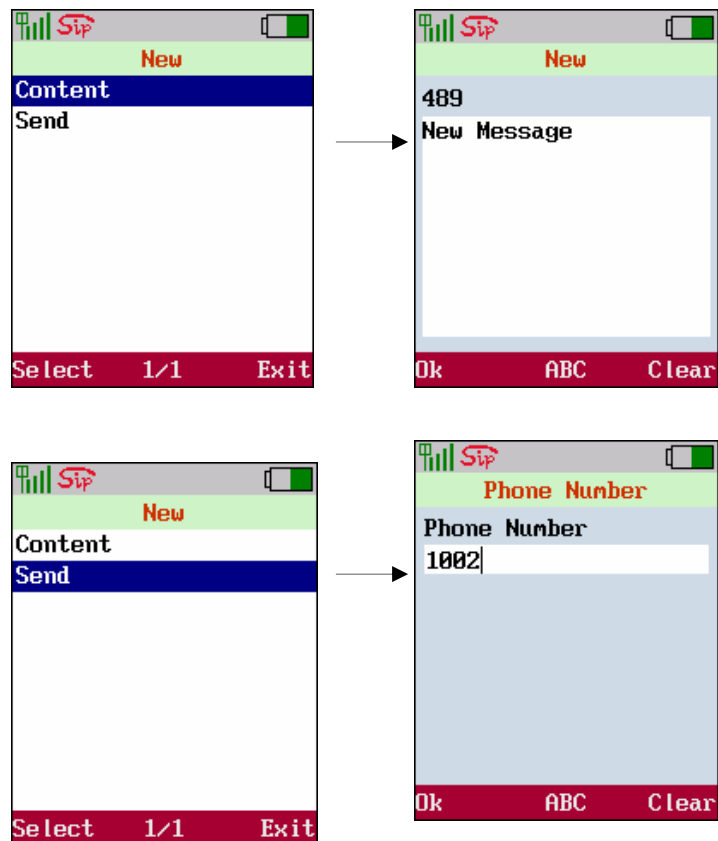 Sip
New
Content
Send
Select 1/1 Exit
Sip
New
489
New Message
Ok ABC Clear
Sip
New
Content
Send
Select 1/1 Exit
Sip
Phone Number
Phone Number
1002
Ok ABC Clear